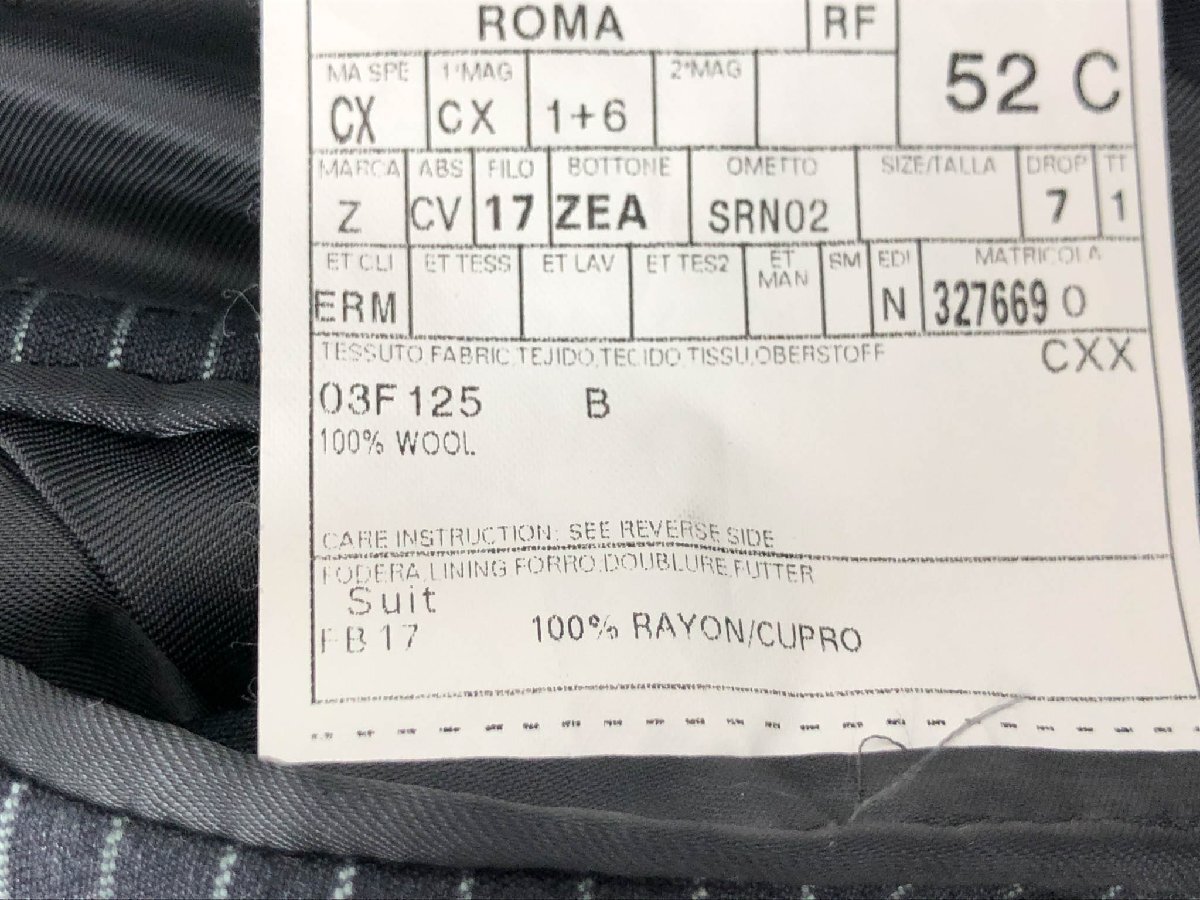 ROMA RF
52 C
MA SPE 1°MAG 2°MAG
CX CX 1+6
MARCA ABS FILO BOTTONE OMETTO SIZE/TALLA DROP TT
Z CV 17 ZEA SRN02 7 1
ET CLI ET TESS ET LAV ET TES2 ET MAN SM EDI MATRICOLA
ERM N 327669 0
TESSUTO,FABRIC,TEJIDO,TECIDO,TISSU,OBERSTOFF CXX
03F125 B
100% WOOL
CARE INSTRUCTION: SEE REVERSE SIDE
FODERA,LINING,FORRO,DOUBLURE,FUTTER
Suit
FB17 100% RAYON/CUPRO